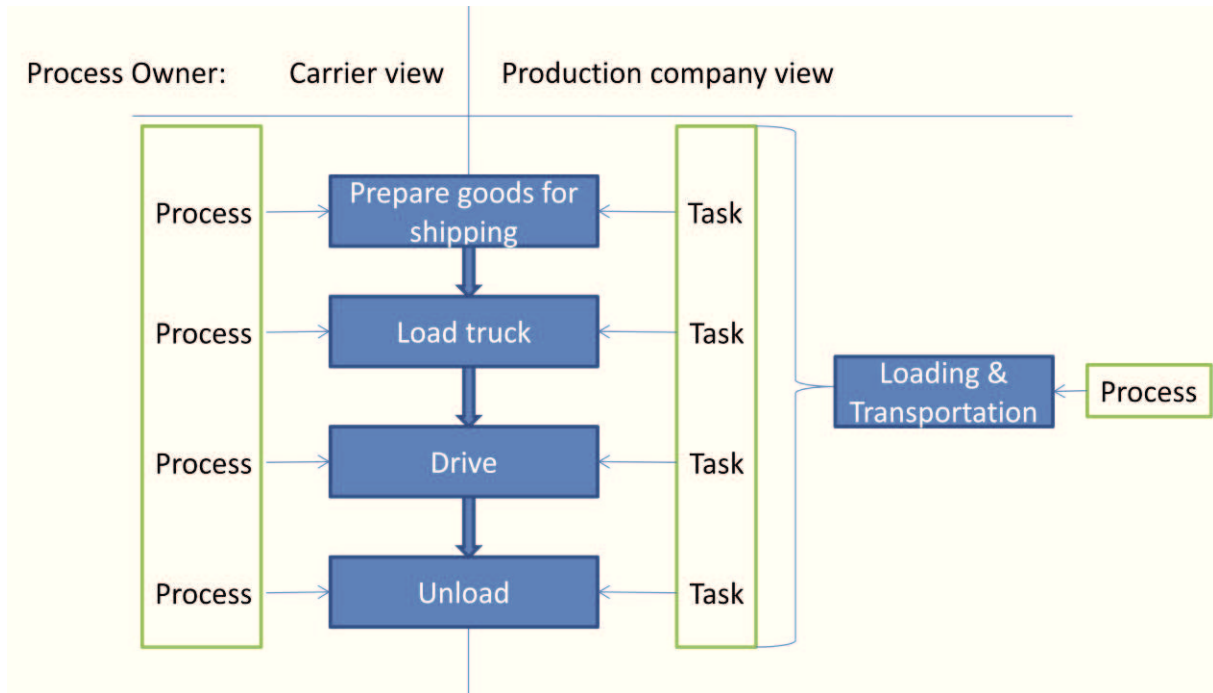 Process Owner: Carrier view Production company view
Process
Prepare goods for
shipping
Task
Process
Load truck
Task
Loading &
Transportation
Process
Process
Drive
Task
Process
Unload
Task